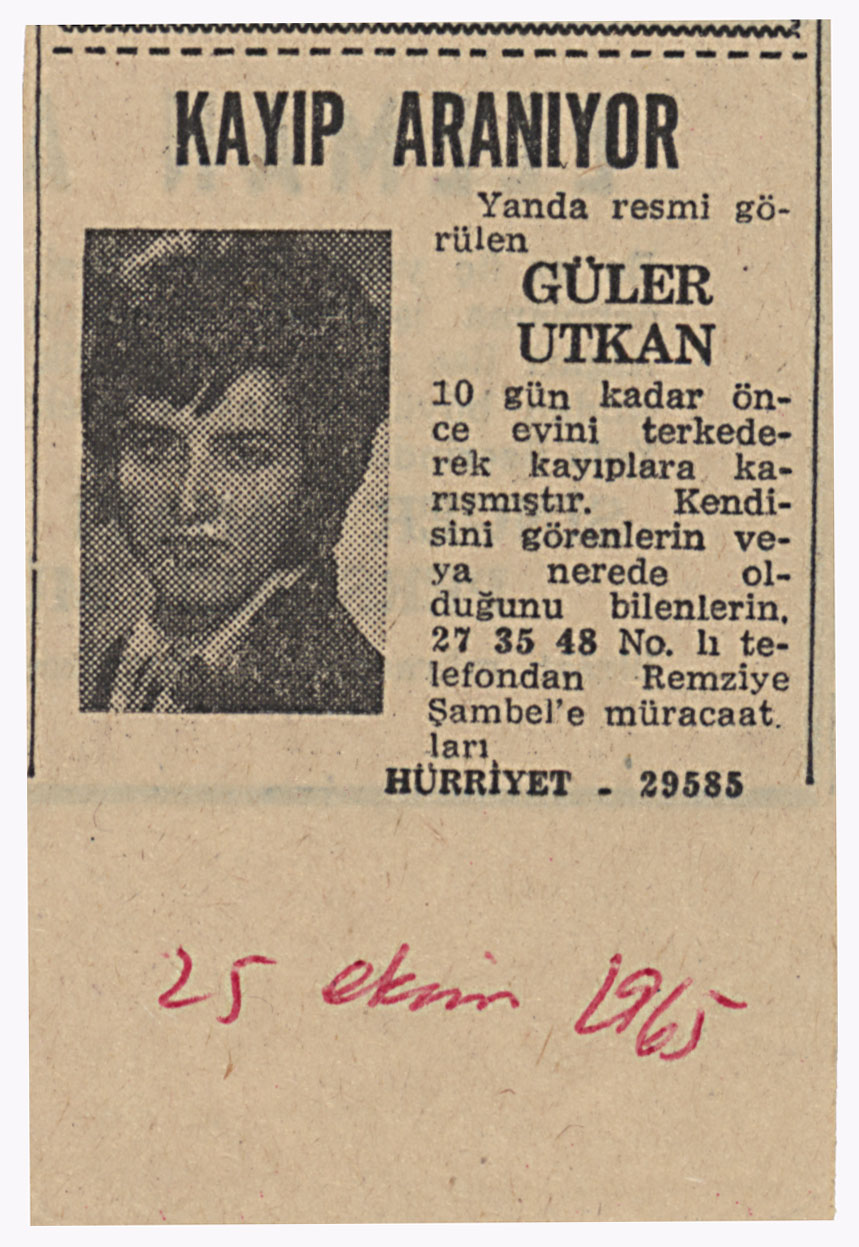 KAYIP ARANIYOR
Yanda resmi gö-
rülen
GÜLER
UTKAN
10 gün kadar ön-
ce evini terkede-
rek kayıplara ka-
rışmıştır. Kendi-
sini görenlerin ve-
ya nerede ol-
duğunu bilenlerin,
27 35 48 No. lı te-
lefondan Remziye
Şambel'e müracaat.
ları
HÜRRİYET - 29585
25 ekim 1965